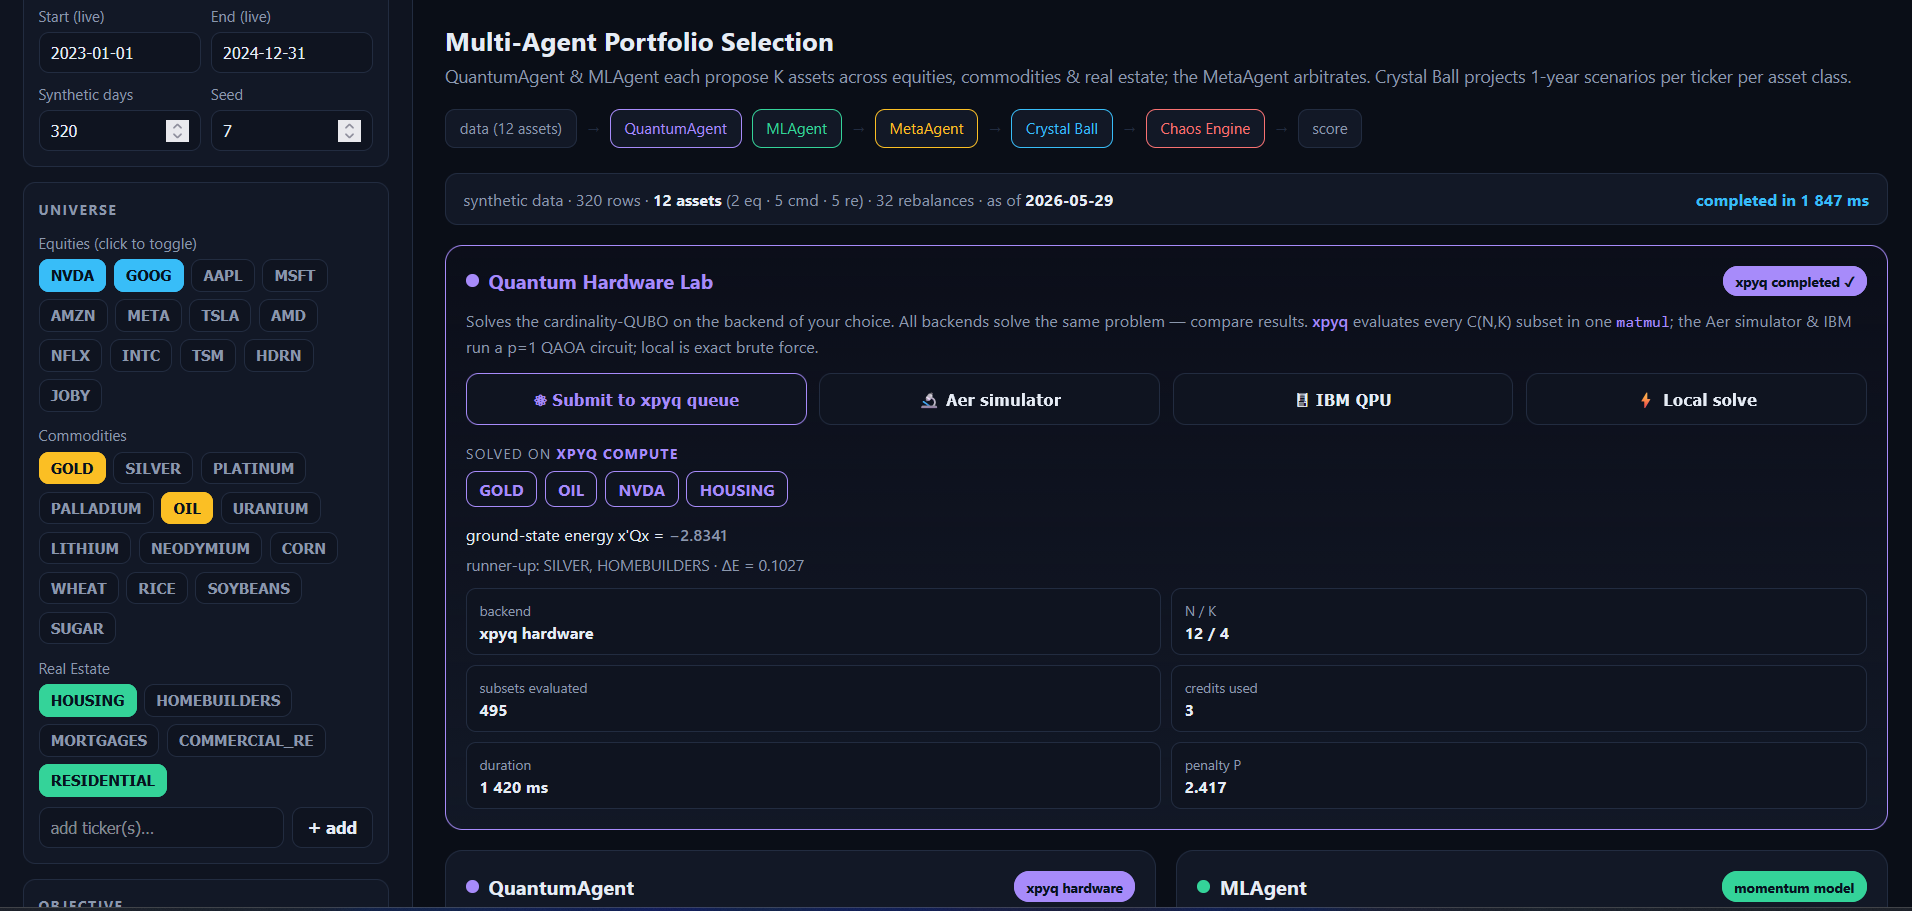 Start (live) End (live)
2023-01-01 2024-12-31
Synthetic days Seed
320 7
UNIVERSE
Equities (click to toggle)
NVDA GOOG AAPL MSFT
AMZN META TSLA AMD
NFLX INTC TSM HDRN
JOBY
Commodities
GOLD SILVER PLATINUM
PALLADIUM OIL URANIUM
LITHIUM NEODYMIUM CORN
WHEAT RICE SOYBEANS
SUGAR
Real Estate
HOUSING HOMEBUILDERS
MORTGAGES COMMERCIAL_RE
RESIDENTIAL
add ticker(s)... + add
OBJECTIVE
Multi-Agent Portfolio Selection
QuantumAgent & MLAgent each propose K assets across equities, commodities & real estate; the MetaAgent arbitrates. Crystal Ball projects 1-year scenarios per ticker per asset class.
data (12 assets) → QuantumAgent MLAgent → MetaAgent → Crystal Ball → Chaos Engine → score
synthetic data · 320 rows · 12 assets (2 eq · 5 cmd · 5 re) · 32 rebalances · as of 2026-05-29 completed in 1 847 ms
Quantum Hardware Lab xpyq completed ✓
Solves the cardinality-QUBO on the backend of your choice. All backends solve the same problem — compare results. xpyq evaluates every C(N,K) subset in one matmul; the Aer simulator & IBM
run a p=1 QAOA circuit; local is exact brute force.
⚛ Submit to xpyq queue 🔬 Aer simulator 🖥 IBM QPU ⚡ Local solve
SOLVED ON XPYQ COMPUTE
GOLD OIL NVDA HOUSING
ground-state energy x'Qx = −2.8341
runner-up: SILVER, HOMEBUILDERS · ΔE = 0.1027
backend N / K
xpyq hardware 12 / 4
subsets evaluated credits used
495 3
duration penalty P
1 420 ms 2.417
QuantumAgent xpyq hardware MLAgent momentum model